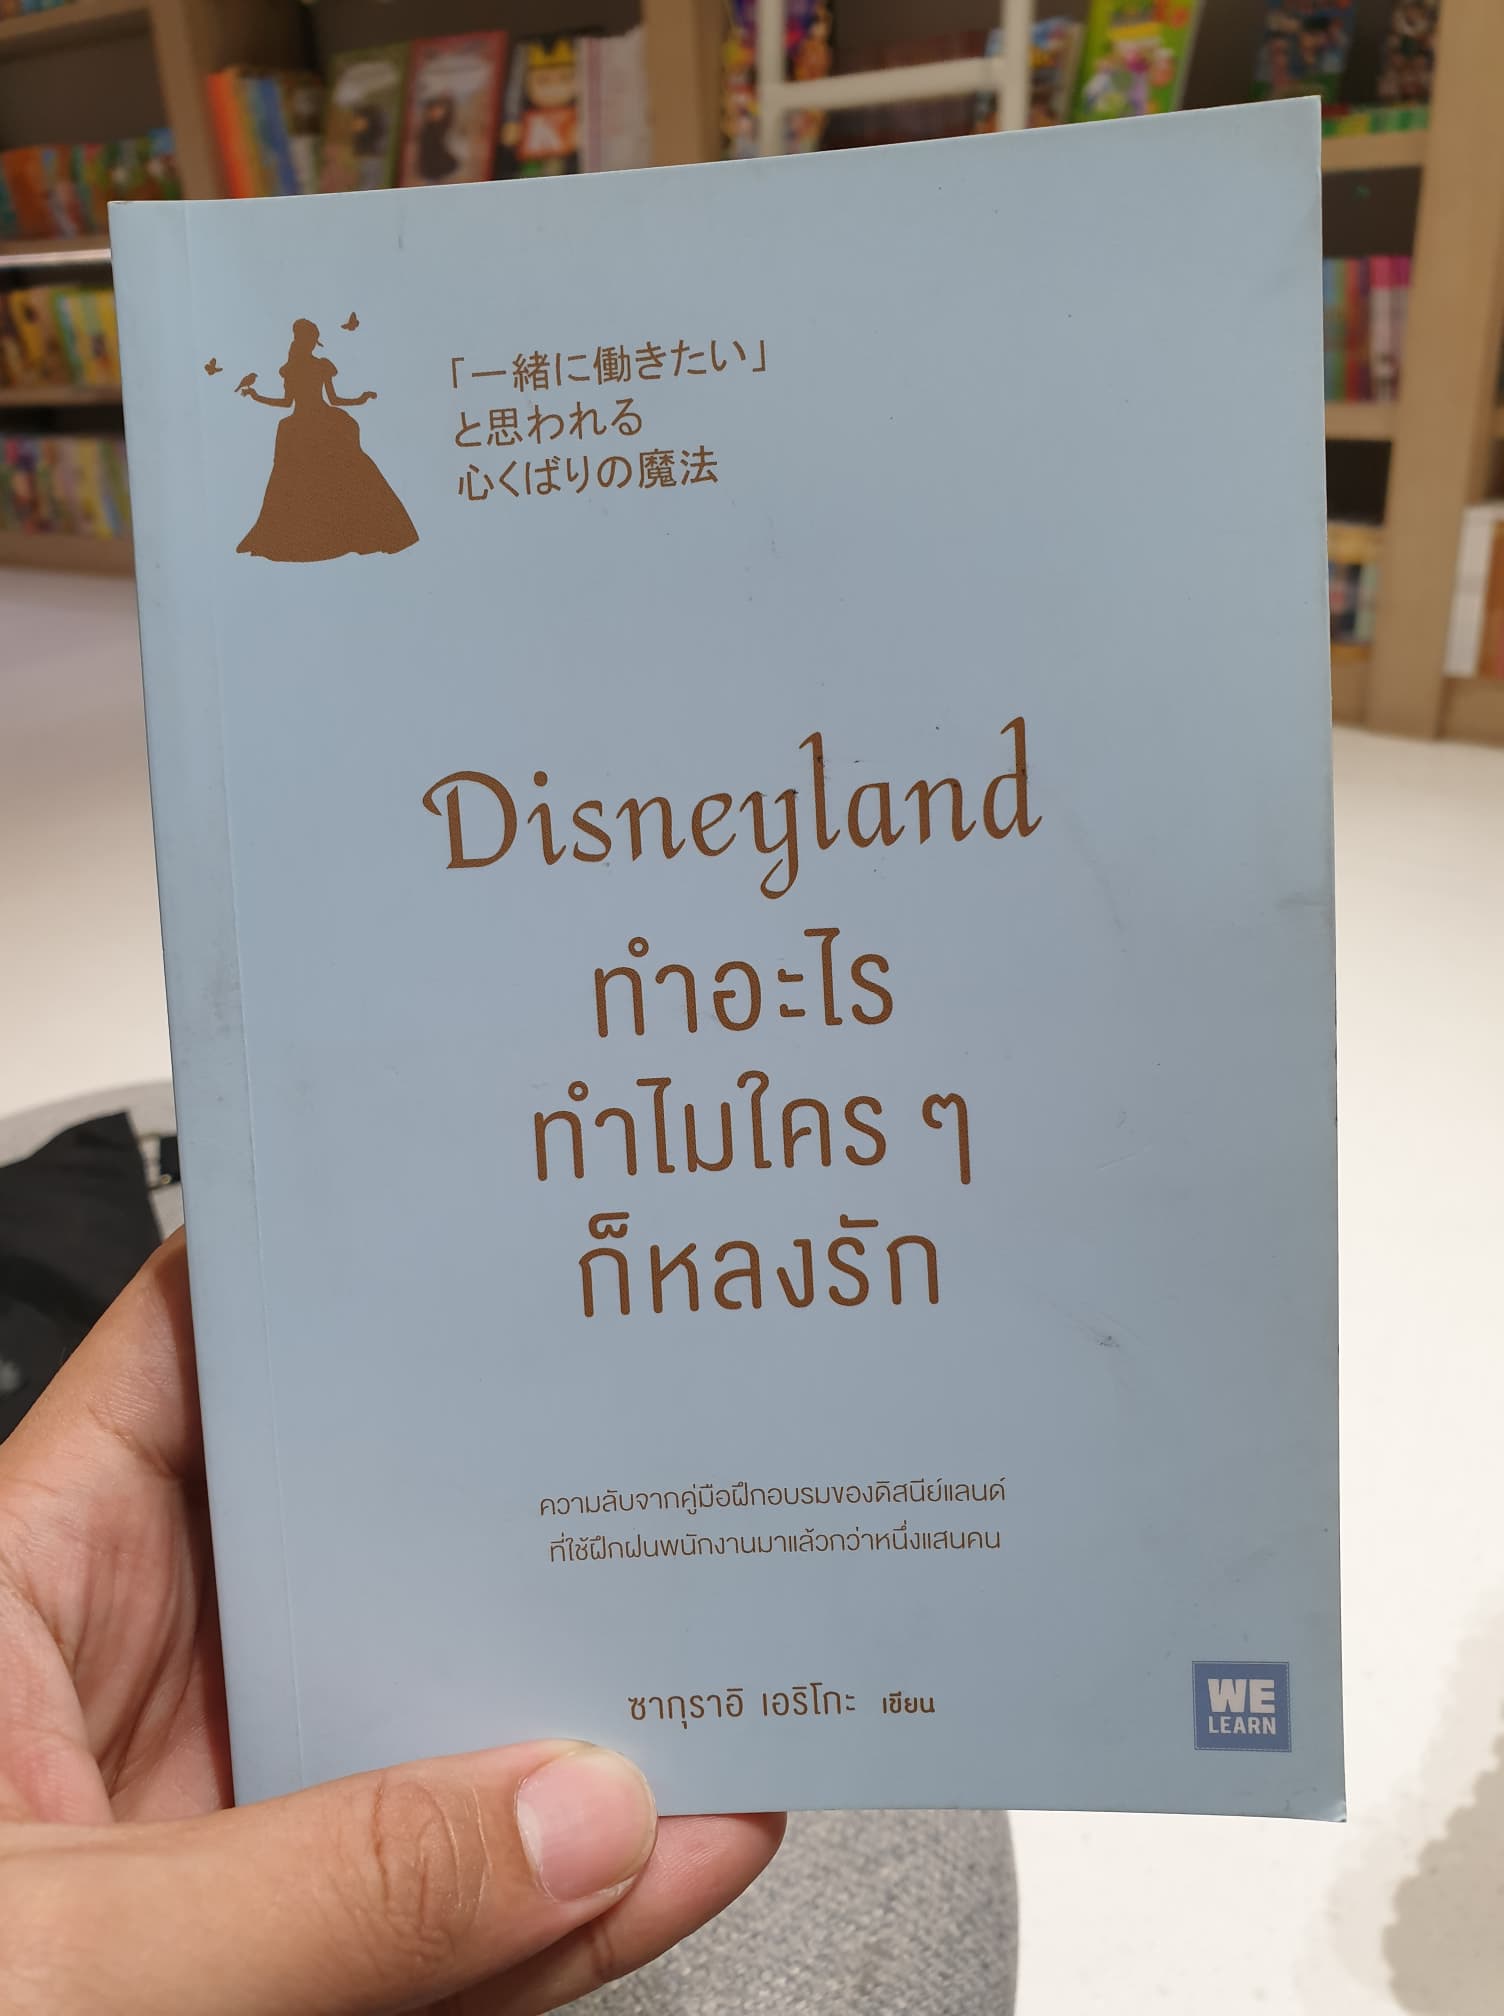 「一緒に働きたい」
と思われる
心くばりの魔法
Disneyland
ทำอะไร
ทำไมใคร ๆ
ก็หลงรัก
ความลับจากคู่มือฝึกอบรมของดิสนีย์แลนด์
ที่ใช้ฝึกฝนพนักงานมาแล้วกว่าหนึ่งแสนคน
ซากุราอิ เอริโกะ เขียน
WE
LEARN